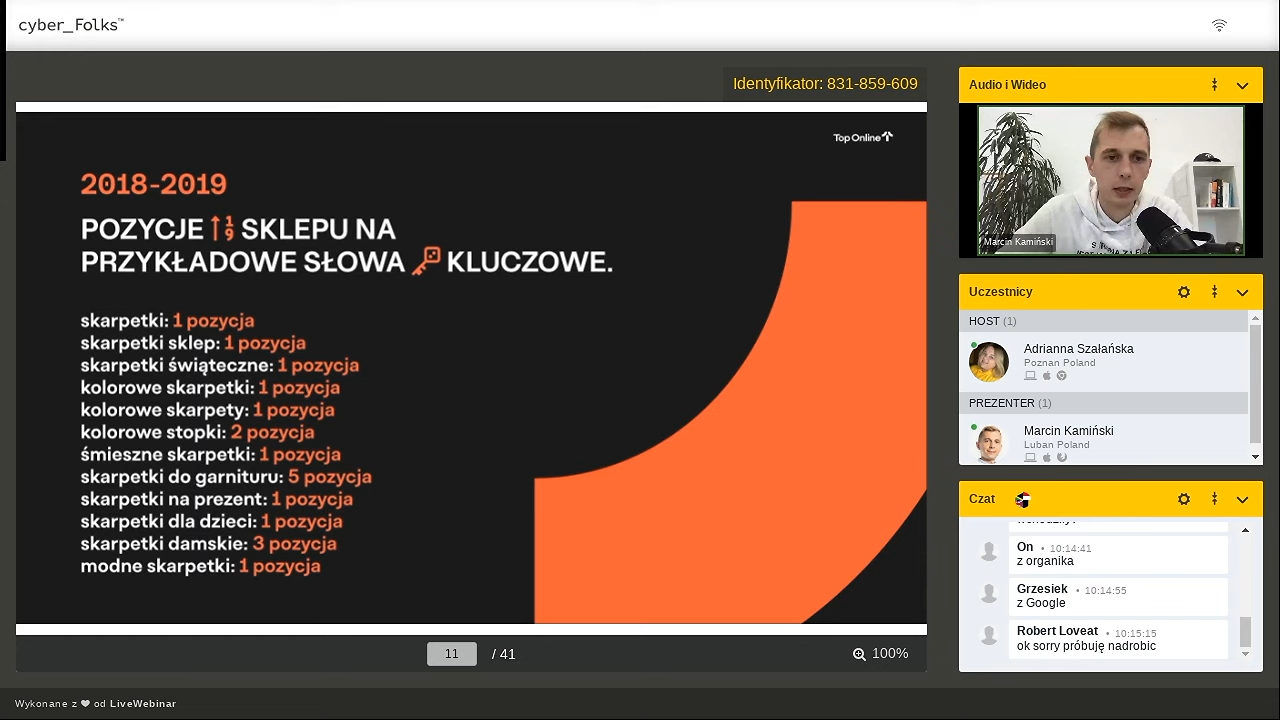 cyber_Folks™
Identyfikator: 831-859-609
Top Online
2018-2019
POZYCJE 1 9 SKLEPU NA
PRZYKŁADOWE SŁOWA KLUCZOWE.
skarpetki: 1 pozycja
skarpetki sklep: 1 pozycja
skarpetki świąteczne: 1 pozycja
kolorowe skarpetki: 1 pozycja
kolorowe skarpety: 1 pozycja
kolorowe stopki: 2 pozycja
śmieszne skarpetki: 1 pozycja
skarpetki do garnituru: 5 pozycja
skarpetki na prezent: 1 pozycja
skarpetki dla dzieci: 1 pozycja
skarpetki damskie: 3 pozycja
modne skarpetki: 1 pozycja
11 / 41
100%
Audio i Wideo
Marcin Kamiński
Uczestnicy
HOST (1)
Adrianna Szałańska
Poznan Poland
PREZENTER (1)
Marcin Kamiński
Luban Poland
Czat
On • 10:14:41
z organika
Grzesiek • 10:14:55
z Google
Robert Loveat • 10:15:15
ok sorry próbuję nadrobic
Wykonane z od LiveWebinar